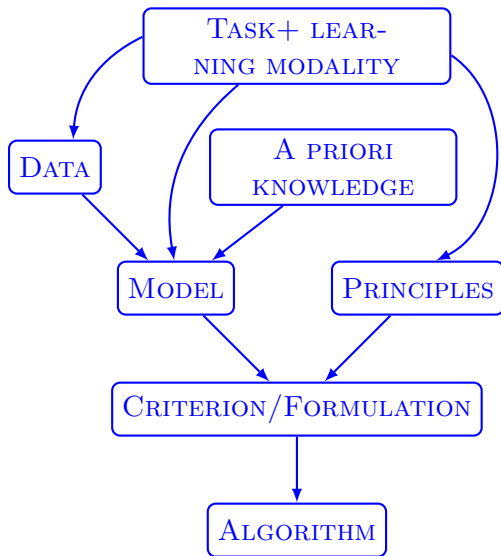 Task+ lear-
ning modality
Data
A priori
knowledge
Model
Principles
Criterion/Formulation
Algorithm